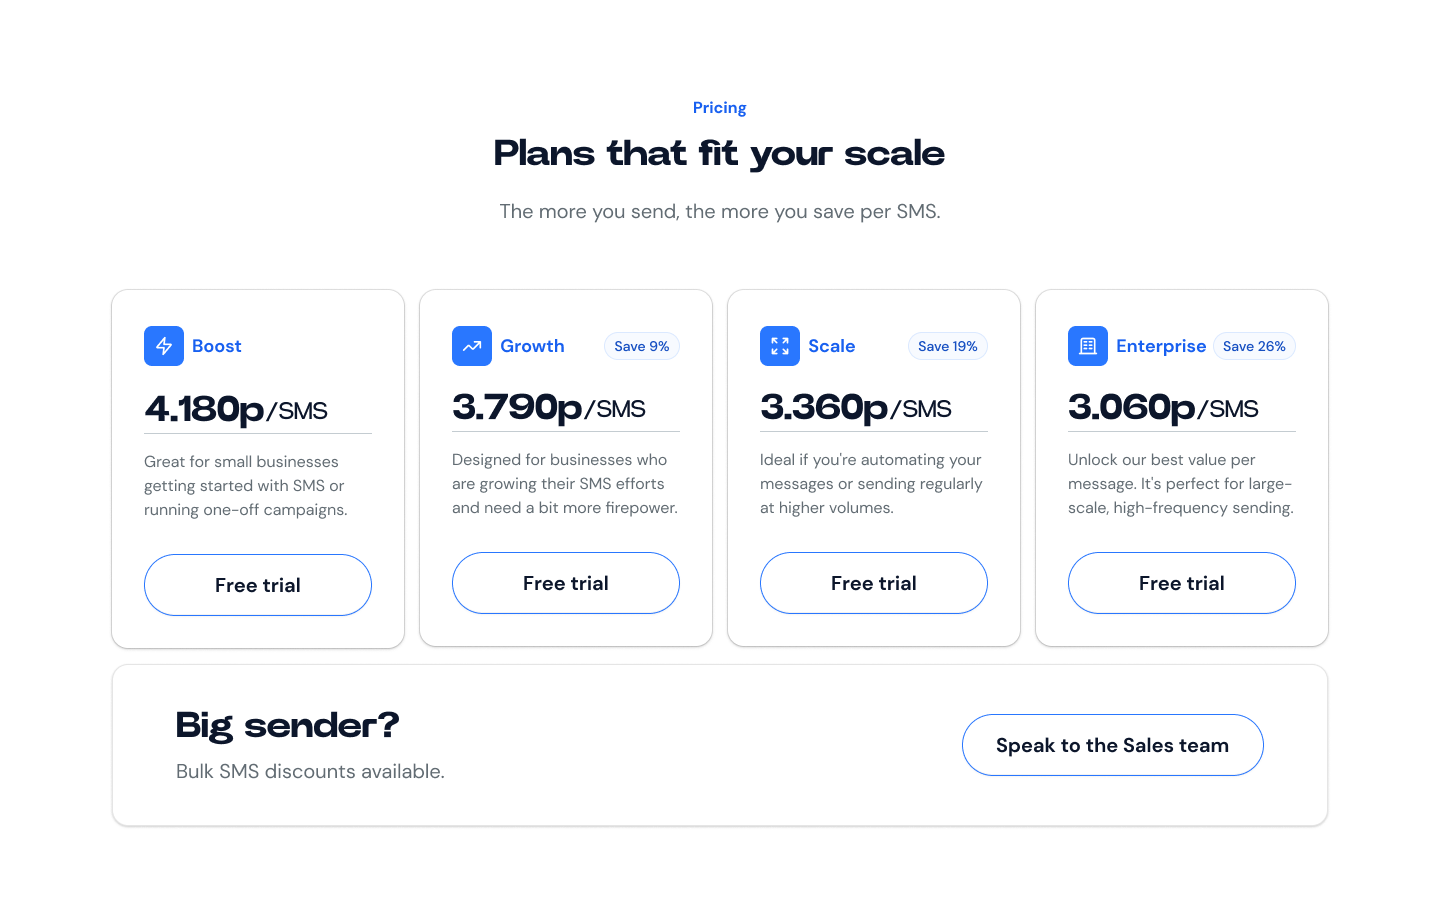 Pricing
Plans that fit your scale
The more you send, the more you save per SMS.
Boost
4.180p/SMS
Great for small businesses
getting started with SMS or
running one-off campaigns.
Free trial
Growth
Save 9%
3.790p/SMS
Designed for businesses who
are growing their SMS efforts
and need a bit more firepower.
Free trial
Scale
Save 19%
3.360p/SMS
Ideal if you're automating your
messages or sending regularly
at higher volumes.
Free trial
Enterprise
Save 26%
3.060p/SMS
Unlock our best value per
message. It's perfect for large-
scale, high-frequency sending.
Free trial
Big sender?
Bulk SMS discounts available.
Speak to the Sales team